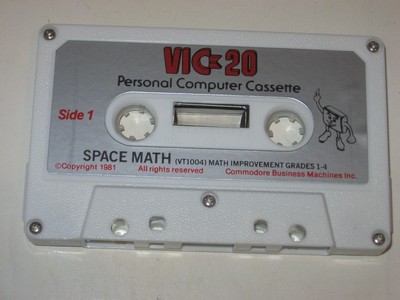 VIC-20
Personal Computer Cassette
Side 1
SPACE MATH (VT1004) MATH IMPROVEMENT GRADES 1-4
©Copyright 1981 All rights reserved Commodore Business Machines Inc.